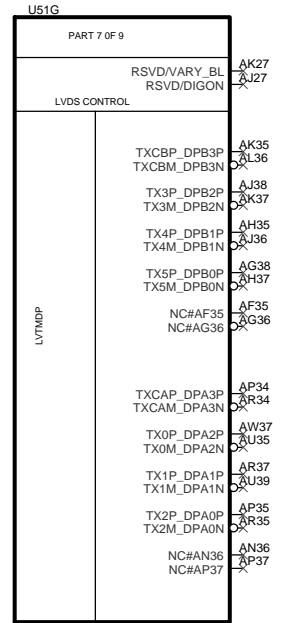 U51G
PART 7 0F 9
RSVD/VARY_BL AK27
RSVD/DIGON AJ27
LVDS CONTROL
TXCBP_DPB3P AK35
TXCBM_DPB3N AL36
TX3P_DPB2P AJ38
TX3M_DPB2N AK37
TX4P_DPB1P AH35
TX4M_DPB1N AJ36
TX5P_DPB0P AG38
TX5M_DPB0N AH37
NC#AF35 AF35
NC#AG36 AG36
LVTMDP
TXCAP_DPA3P AP34
TXCAM_DPA3N AR34
TX0P_DPA2P AW37
TX0M_DPA2N AU35
TX1P_DPA1P AR37
TX1M_DPA1N AU39
TX2P_DPA0P AP35
TX2M_DPA0N AR35
NC#AN36 AN36
NC#AP37 AP37